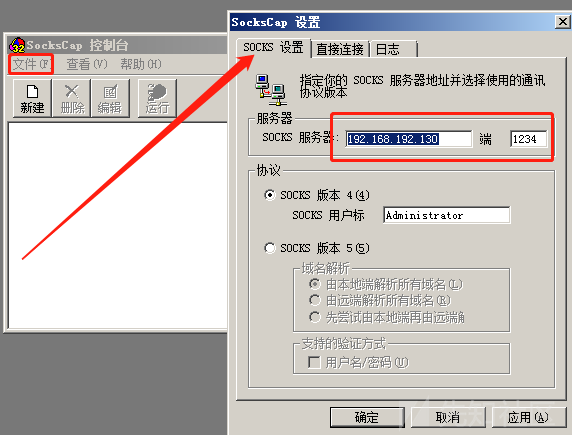 SocksCap 控制台
文件(F) 查看(V) 帮助(H)
新建 删除 编辑 运行
SocksCap 设置
SOCKS 设置 直接连接 日志
指定你的 SOCKS 服务器地址并选择使用的通讯
协议版本
服务器
SOCKS 服务器: 192.168.192.130 端 1234
协议
SOCKS 版本 4(4)
SOCKS 用户标 Administrator
SOCKS 版本 5(5)
域名解析
由本地端解析所有域名(L)
由远端解析所有域名(R)
先尝试由本地端再由远端
支持的验证方式
用户名/密码(U)
确定 取消 应用(A)